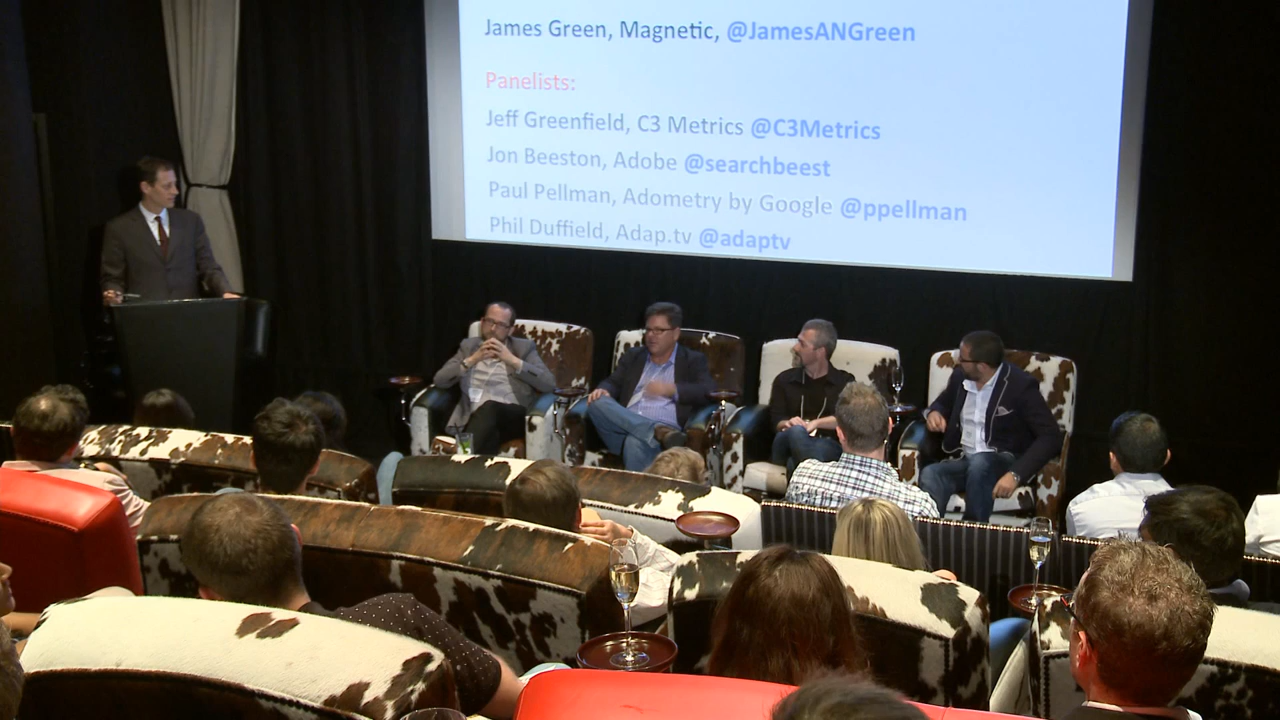 James Green, Magnetic, @JamesANGreen
Panelists:
Jeff Greenfield, C3 Metrics @C3Metrics
Jon Beeston, Adobe @searchbeest
Paul Pellman, Adometry by Google @ppellman
Phil Duffield, Adap.tv @adaptv